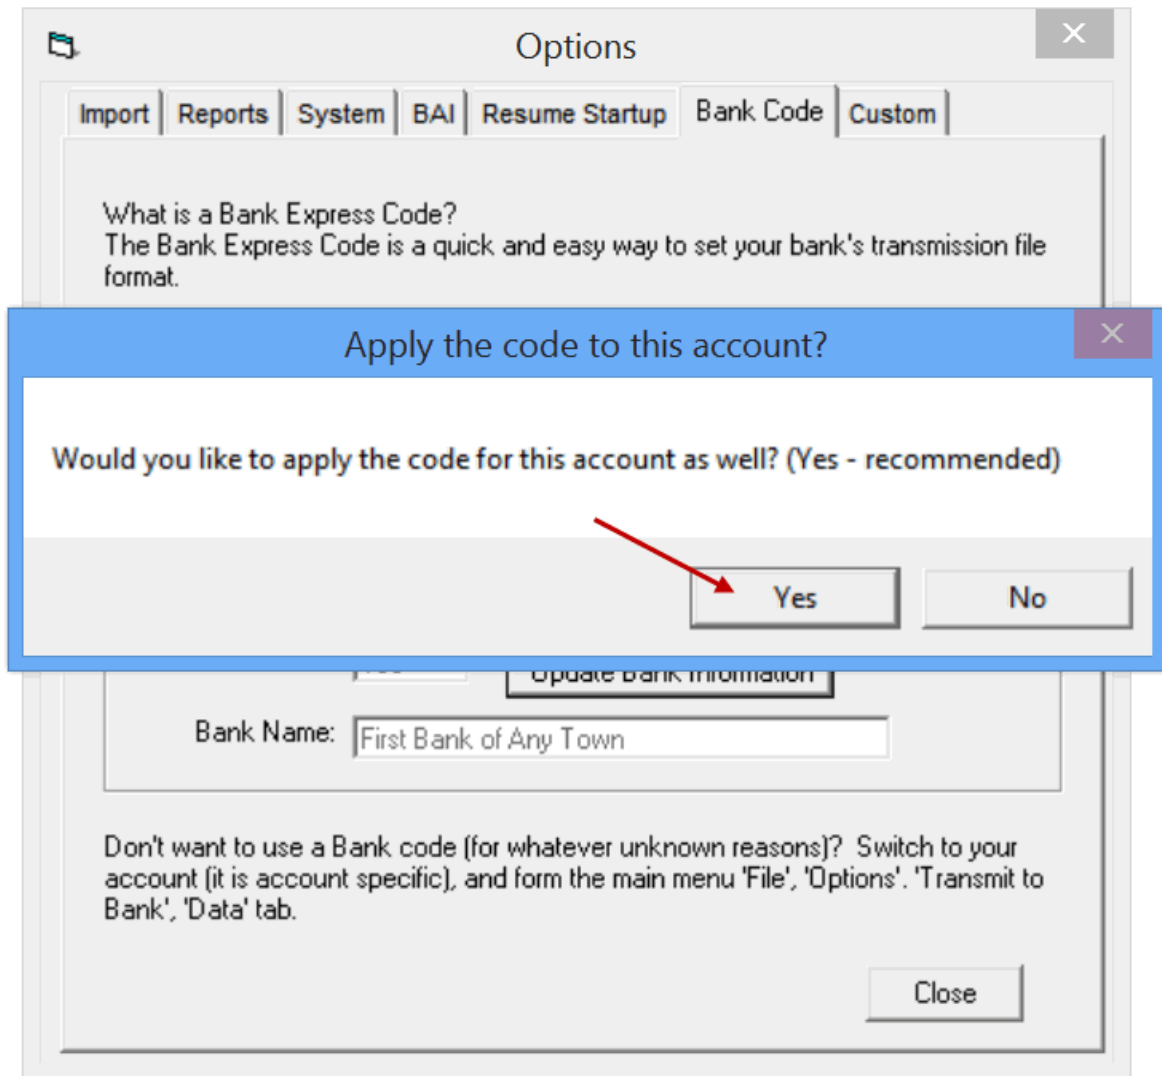 Options
Import Reports System BAI Resume Startup Bank Code Custom
What is a Bank Express Code?
The Bank Express Code is a quick and easy way to set your bank's transmission file
format.
Apply the code to this account?
Would you like to apply the code for this account as well? (Yes - recommended)
Yes No
Update Bank Information
Bank Name: First Bank of Any Town
Don't want to use a Bank code (for whatever unknown reasons)? Switch to your
account (it is account specific), and form the main menu 'File', 'Options'. 'Transmit to
Bank', 'Data' tab.
Close